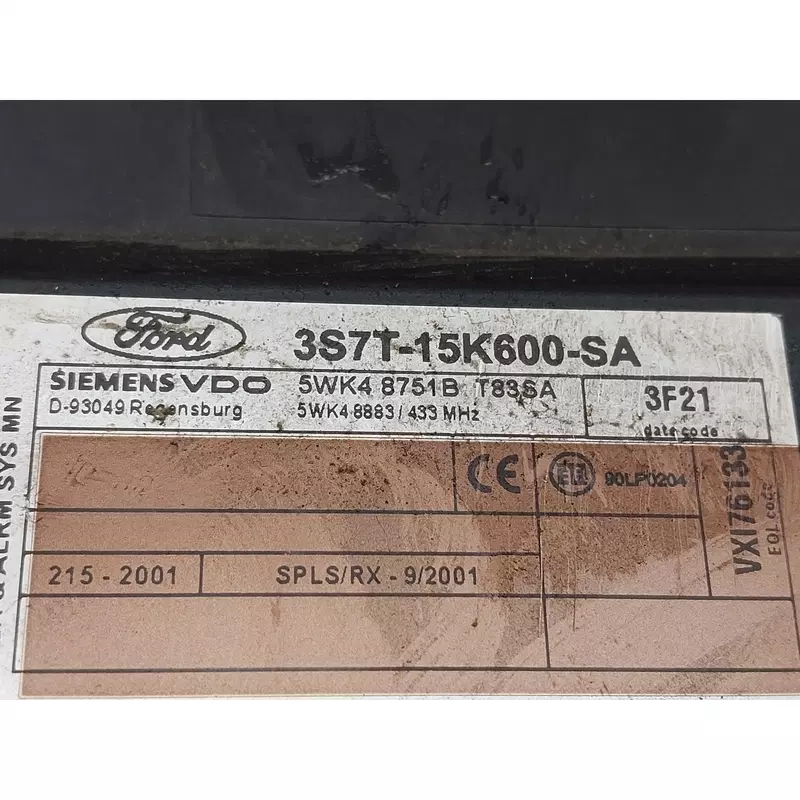 Ford
3S7T-15K600-SA
SIEMENS VDO 5WK4 8751B T83SA
D-93049 Regensburg 5WK4 8883 / 433 MHz
3F21
date code
CE
90LP0204
215 - 2001 SPLS/RX - 9/2001
VXI76133
EOL code
ALRM SYS MN